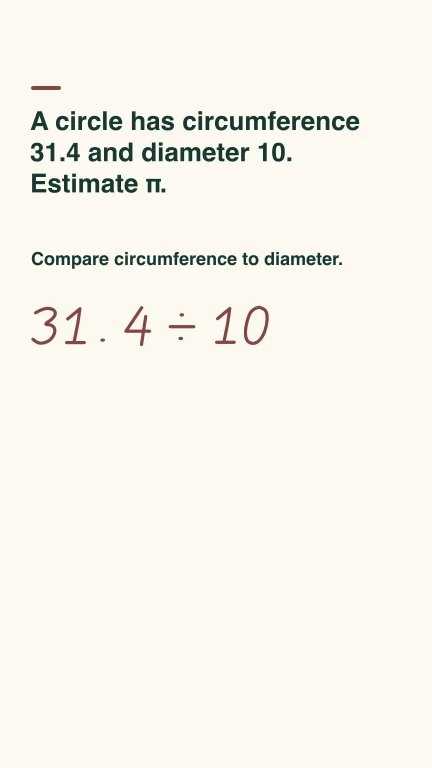 A circle has circumference
31.4 and diameter 10.
Estimate π.
Compare circumference to diameter.
31.4 ÷ 10